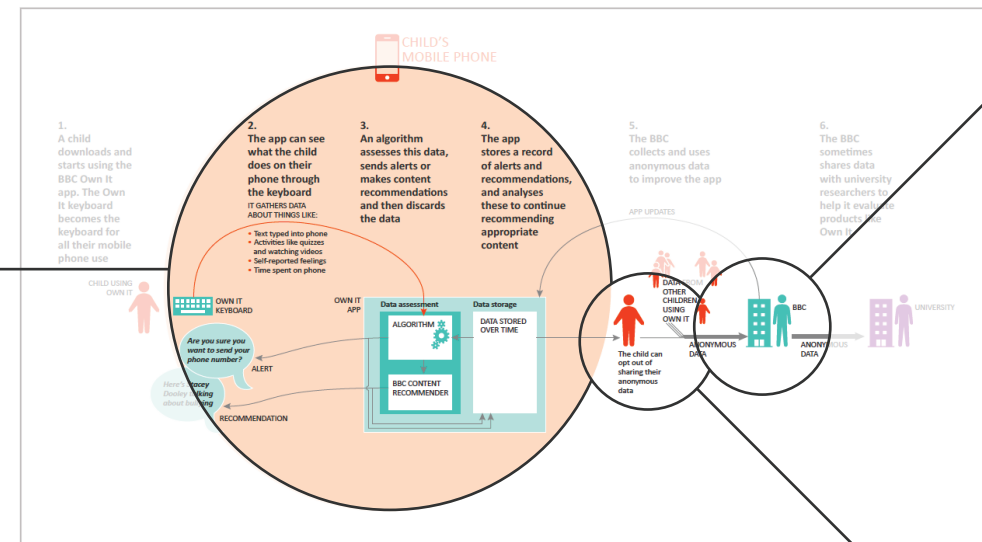 CHILD'S
MOBILE PHONE
1.
A child
downloads and
starts using the
BBC Own It
app. The Own
It keyboard
becomes the
keyboard for
all their mobile
phone use
2.
The app can see
what the child
does on their
phone through
the keyboard
IT GATHERS DATA
ABOUT THINGS LIKE:
• Text typed into phone
• Activities like quizzes
and watching videos
• Self-reported feelings
• Time spent on phone
3.
An algorithm
assesses this data,
sends alerts or
makes content
recommendations
and then discards
the data
4.
The app
stores a record
of alerts and
recommendations,
and analyses
these to continue
recommending
appropriate
content
5.
The BBC
collects and uses
anonymous data
to improve the app
6.
The BBC
sometimes
shares data
with university
researchers to
help it evaluate
products like
Own It
APP UPDATES
CHILD USING
OWN IT
OWN IT
KEYBOARD
OWN IT
APP
Data assessment
Data storage
ALGORITHM
DATA STORED
OVER TIME
BBC CONTENT
RECOMMENDER
Are you sure you
want to send your
phone number?
ALERT
Here's Stacey
Dooley talking
about bullying
RECOMMENDATION
DATA FROM
OTHER
CHILDREN
USING
OWN IT
The child can
opt out of
sharing their
anonymous
data
ANONYMOUS
DATA
BBC
ANONYMOUS
DATA
UNIVERSITY